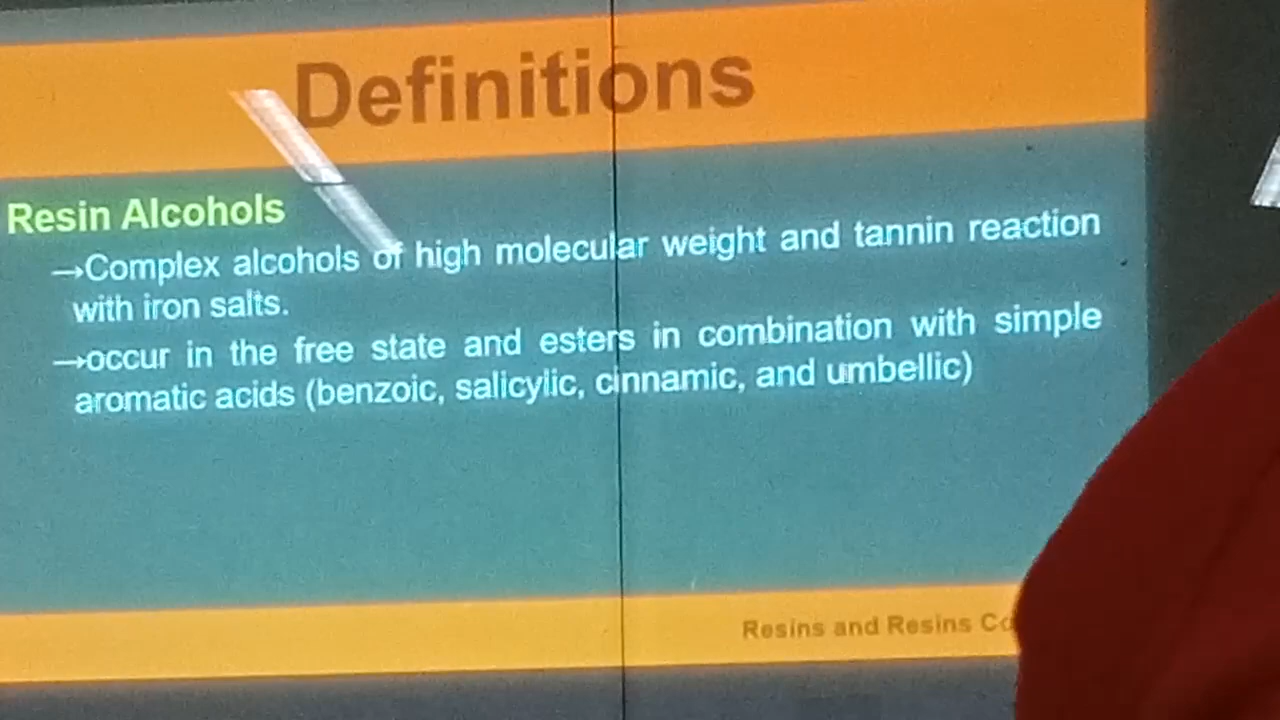 Definitions
Resin Alcohols
→Complex alcohols of high molecular weight and tannin reaction
with iron salts.
→occur in the free state and esters in combination with simple
aromatic acids (benzoic, salicylic, cinnamic, and umbellic)
Resins and Resins